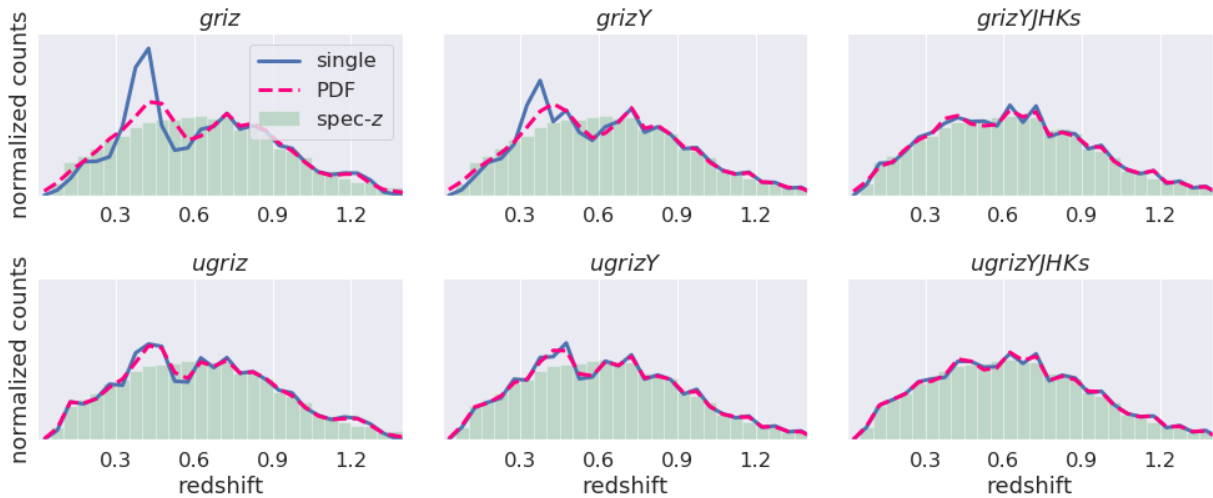 griz
grizY
grizYJHKs
normalized counts
single
PDF
spec-z
0.3 0.6 0.9 1.2
0.3 0.6 0.9 1.2
0.3 0.6 0.9 1.2
ugriz
ugrizY
ugrizYJHKs
normalized counts
0.3 0.6 0.9 1.2
0.3 0.6 0.9 1.2
0.3 0.6 0.9 1.2
redshift
redshift
redshift